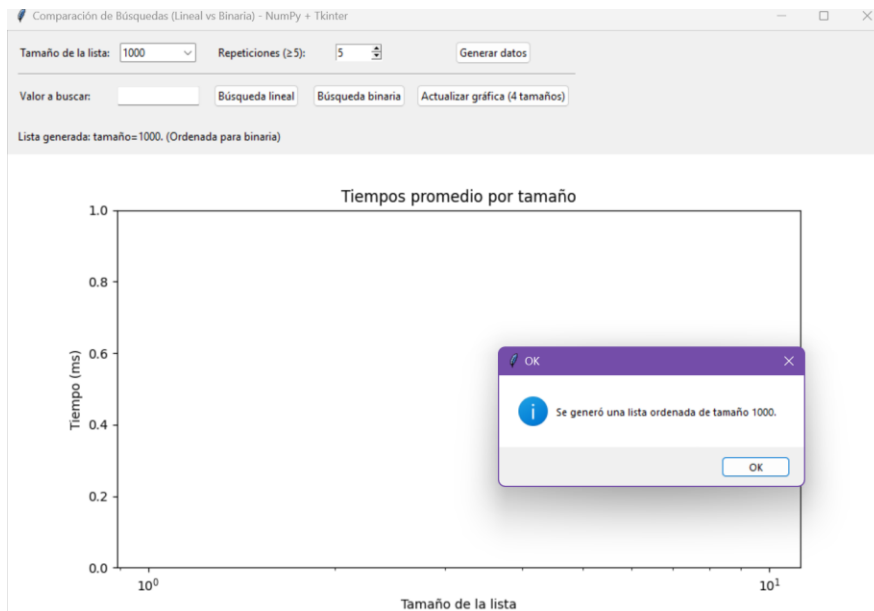 Comparación de Búsquedas (Lineal vs Binaria) - NumPy + Tkinter
Tamaño de la lista: 1000 Repeticiones (≥5): 5 Generar datos
Valor a buscar: Búsqueda lineal Búsqueda binaria Actualizar gráfica (4 tamaños)
Lista generada: tamaño=1000. (Ordenada para binaria)
Tiempos promedio por tamaño
1.0
0.8
0.6
0.4
0.2
0.0
Tiempo (ms)
10⁰ 10¹
Tamaño de la lista
OK
Se generó una lista ordenada de tamaño 1000.
OK